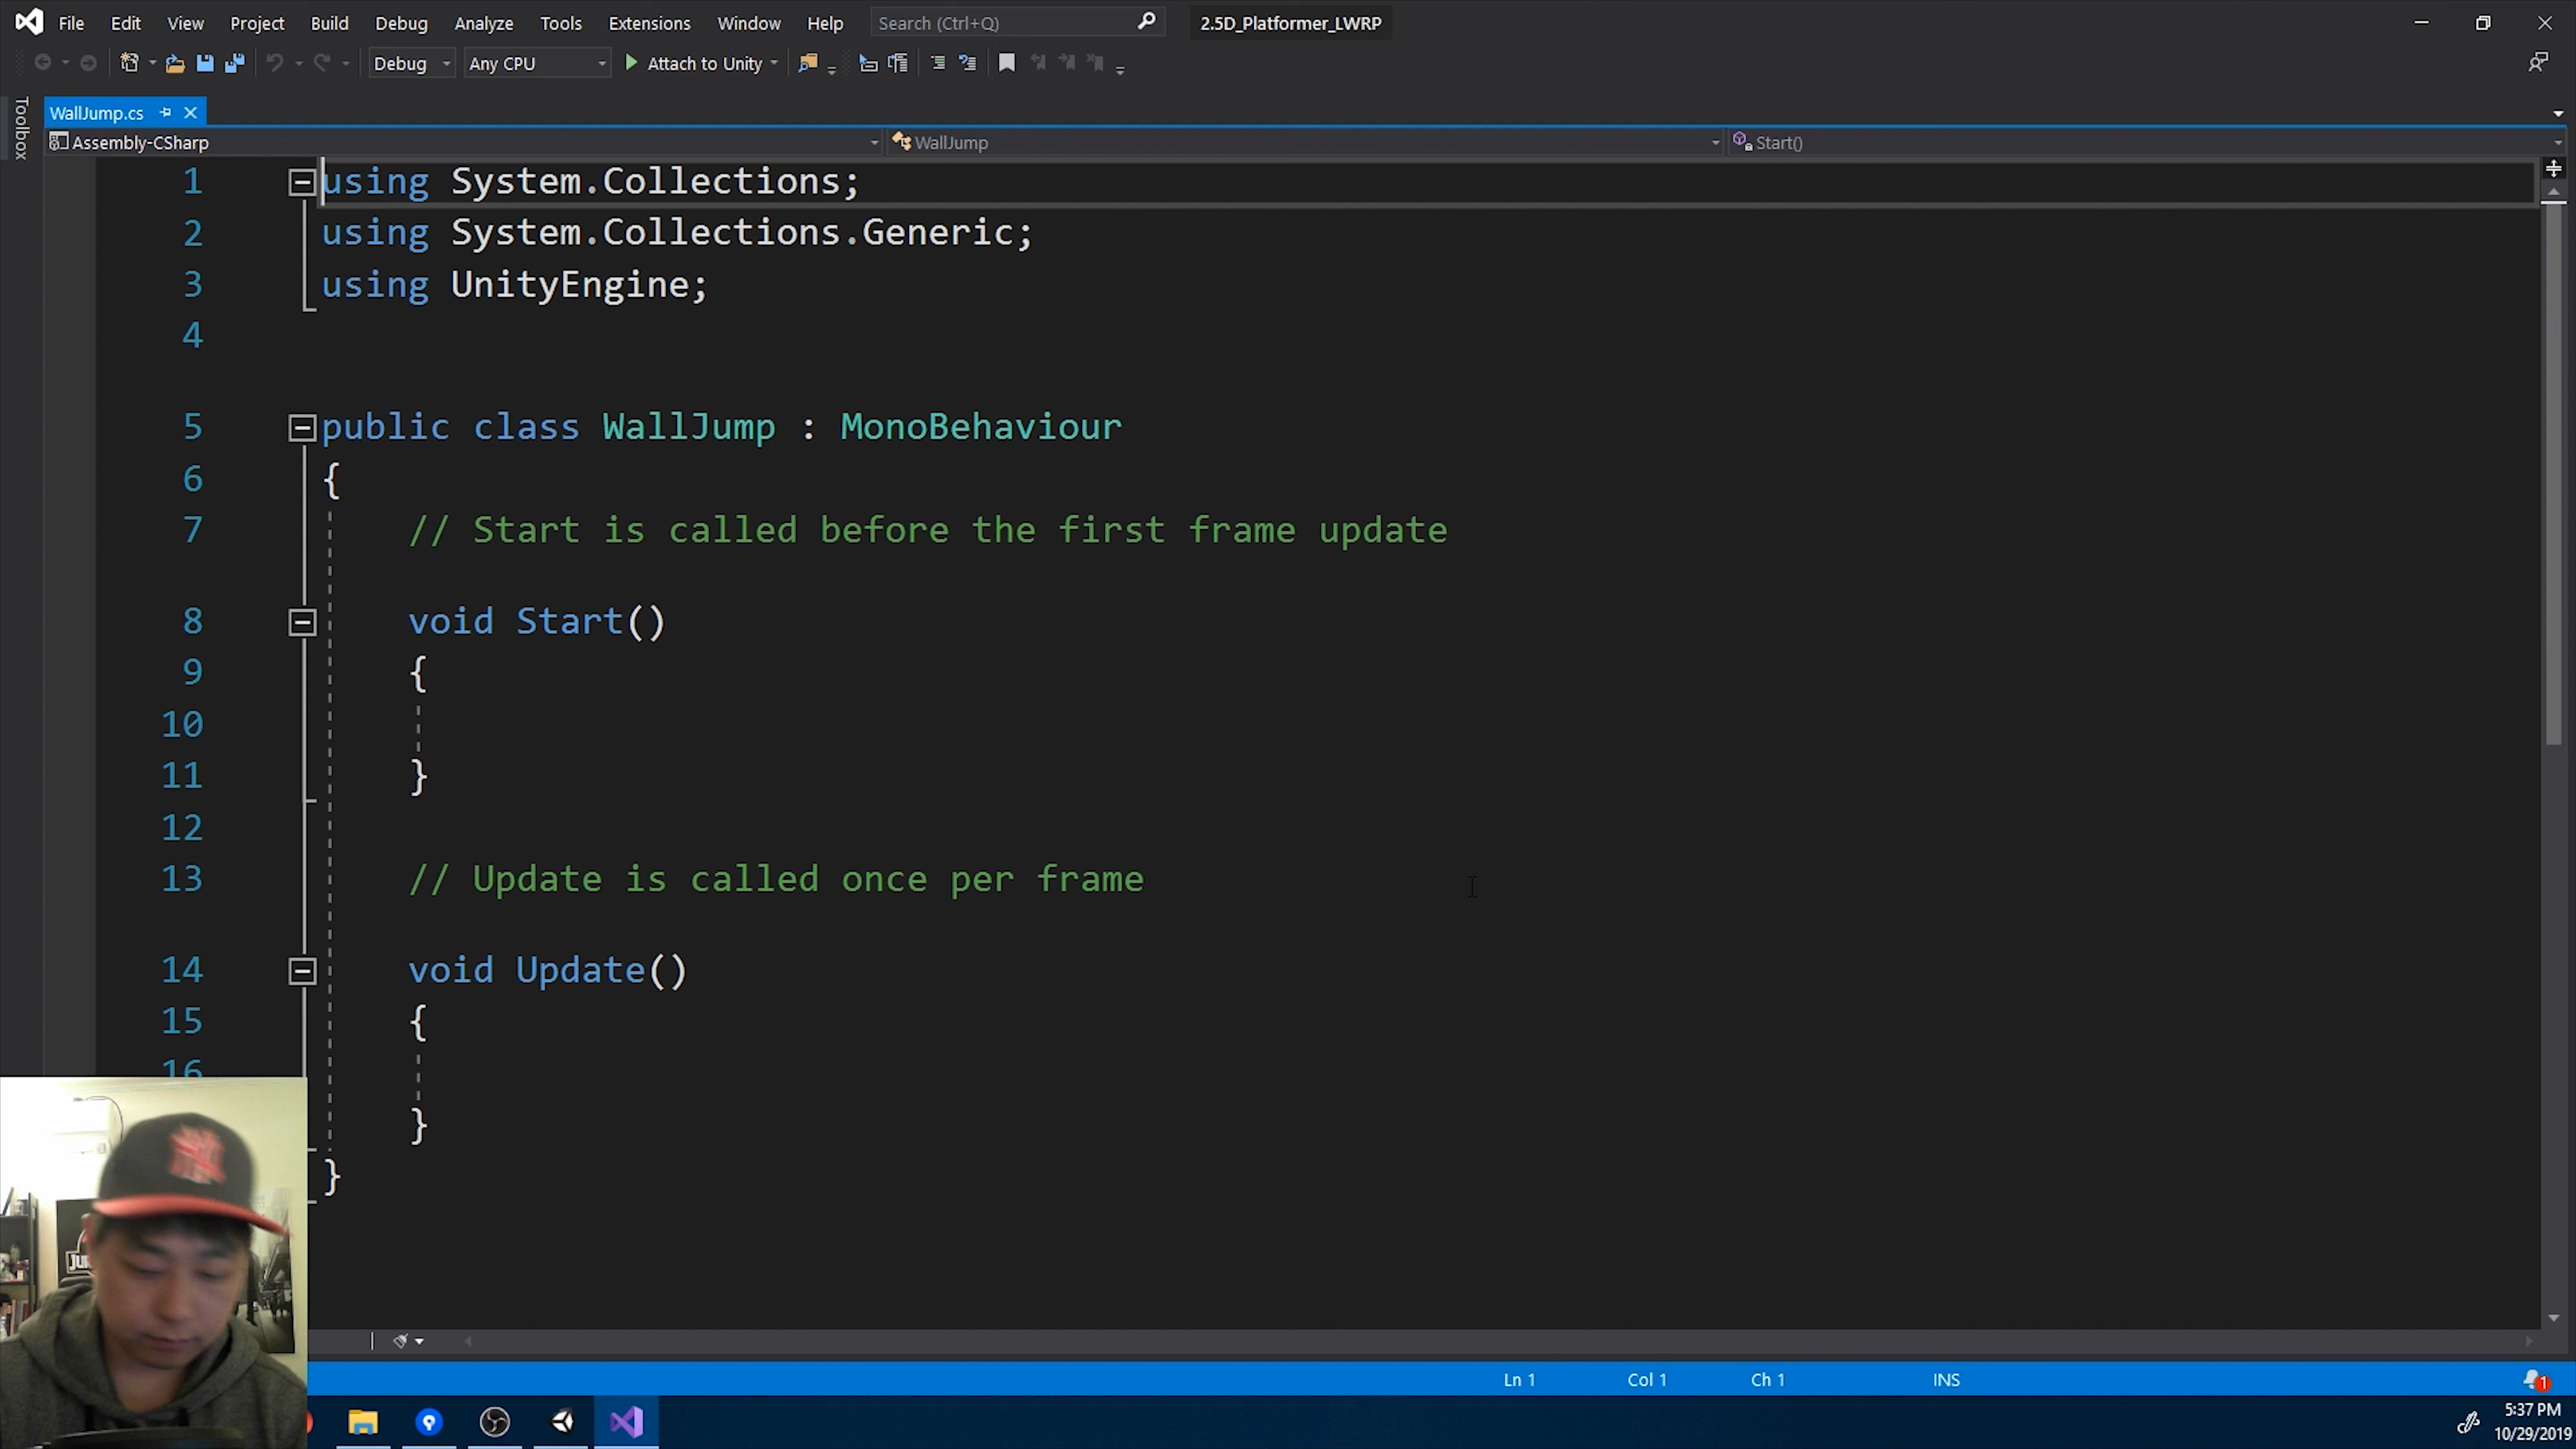 File Edit View Project Build Debug Analyze Tools Extensions Window Help Search (Ctrl+Q) 2.5D_Platformer_LWRP
Debug Any CPU Attach to Unity
Toolbox
WallJump.cs
Assembly-CSharp WallJump Start()
1 using System.Collections;
2 using System.Collections.Generic;
3 using UnityEngine;
4
5 public class WallJump : MonoBehaviour
6 {
7 // Start is called before the first frame update
8 void Start()
9 {
10
11 }
12
13 // Update is called once per frame
14 void Update()
15 {
16
}
}
Ln 1 Col 1 Ch 1 INS 1
5:37 PM
10/29/2019